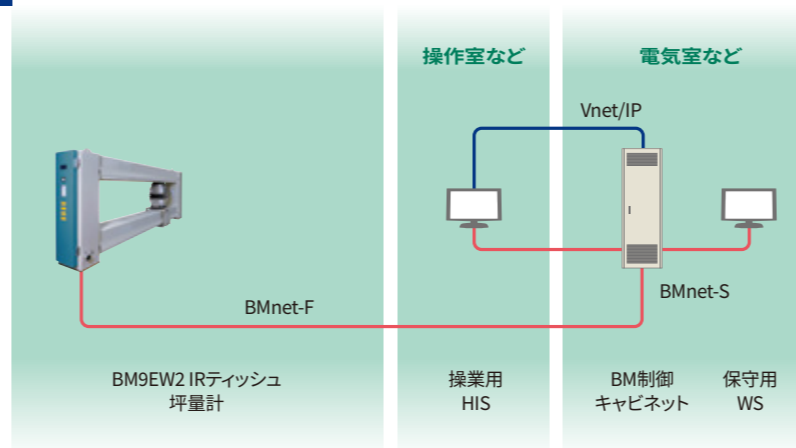 操作室など
電気室など
Vnet/IP
BMnet-S
BMnet-F
BM9EW2 IRティッシュ
坪量計
操業用
HIS
BM制御
キャビネット
保守用
WS